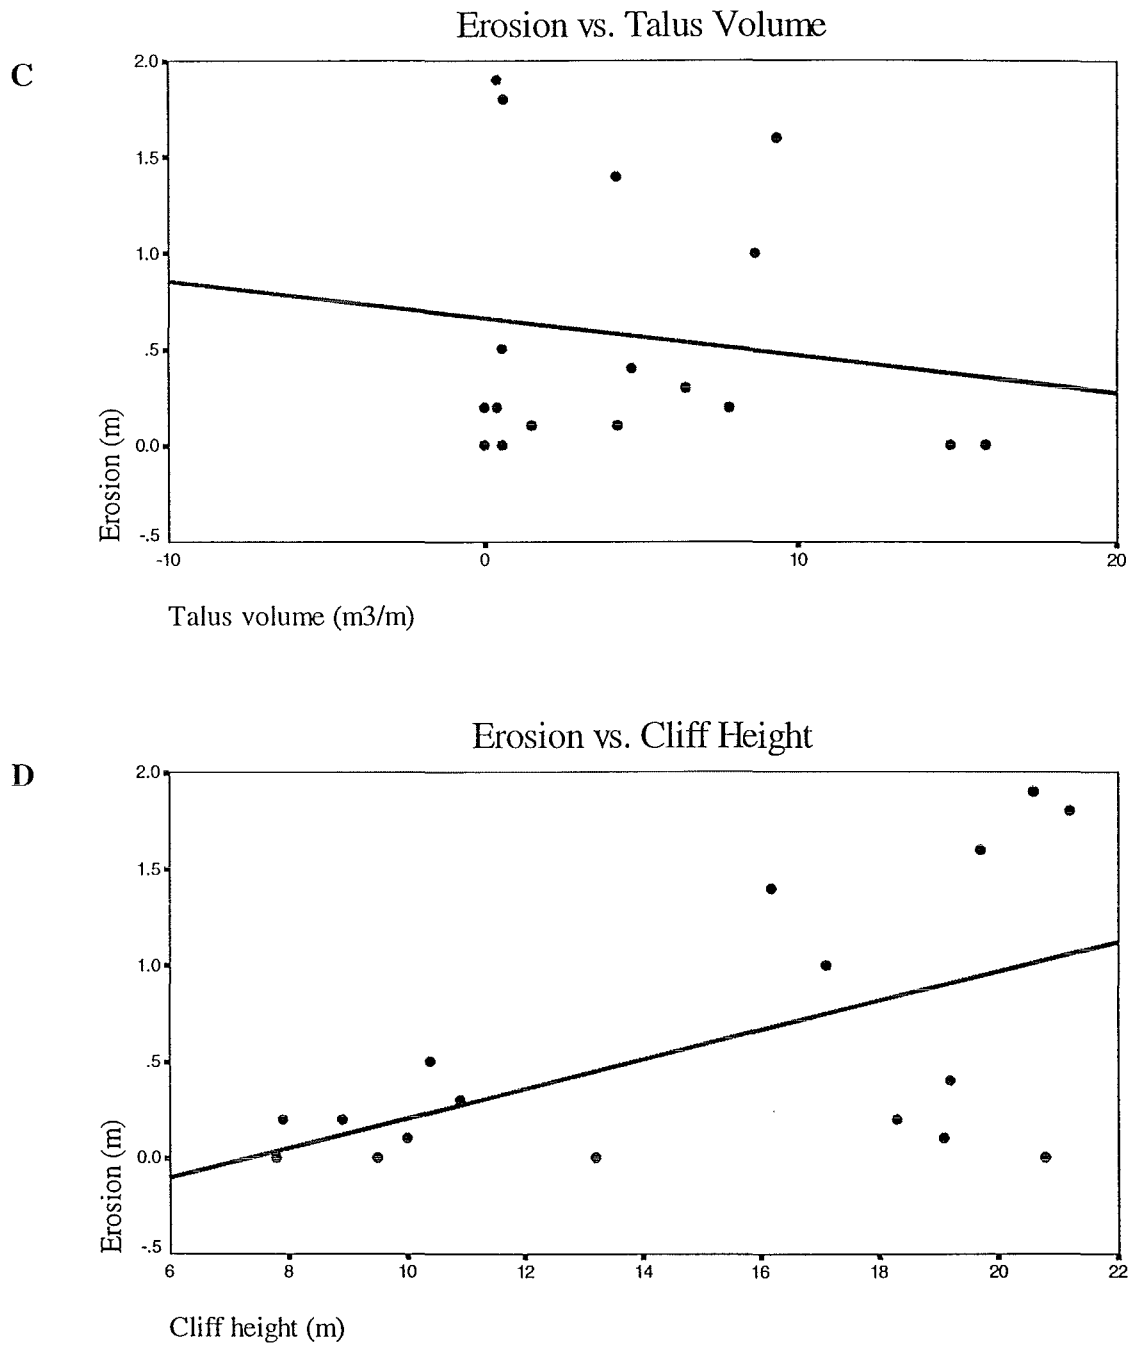 Erosion vs. Talus Volume
C
2.0
1.5
1.0
.5
0.0
-.5
Erosion (m)
-10 0 10 20
Talus volume (m3/m)
Erosion vs. Cliff Height
D
2.0
1.5
1.0
.5
0.0
-.5
Erosion (m)
6 8 10 12 14 16 18 20 22
Cliff height (m)